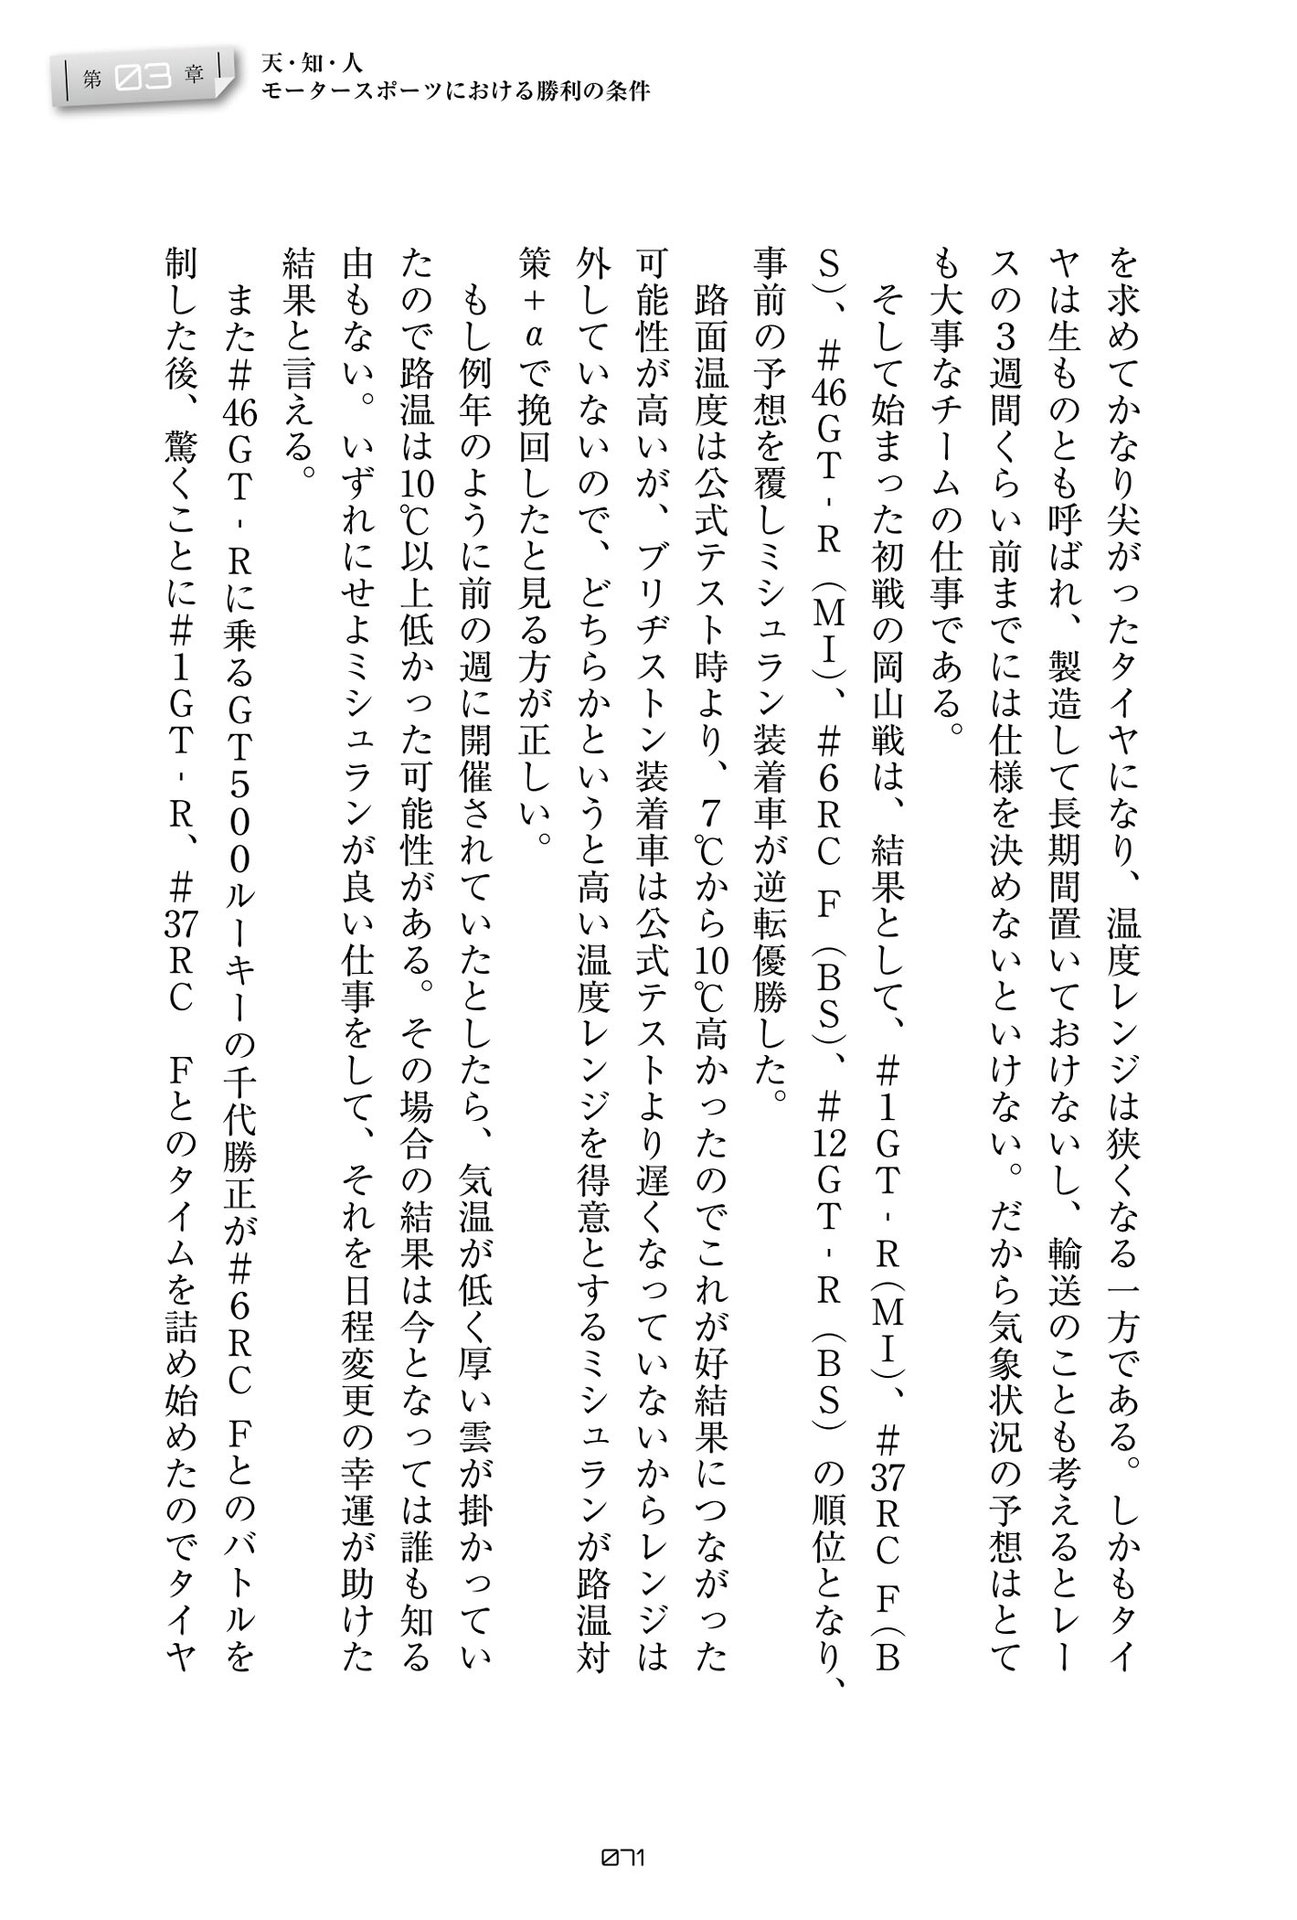 第03章
天・知・人
モータースポーツにおける勝利の条件
を求めてかなり尖がったタイヤになり、温度レンジは狭くなる一方である。しかもタイ
ヤは生ものとも呼ばれ、製造して長期間置いておけないし、輸送のことも考えるとレー
スの3週間くらい前までには仕様を決めないといけない。だから気象状況の予想はとて
も大事なチームの仕事である。
そして始まった初戦の岡山戦は、結果として、#1GT-R(MI)、#37RC F(B
S)、#46GT-R(MI)、#6RC F(BS)、#12GT-R(BS)の順位となり、
事前の予想を覆しミシュラン装着車が逆転優勝した。
路面温度は公式テスト時より、7℃から10℃高かったのでこれが好結果につながった
可能性が高いが、ブリヂストン装着車は公式テストより遅くなっていないからレンジは
外していないので、どちらかというと高い温度レンジを得意とするミシュランが路温対
策+αで挽回したと見る方が正しい。
もし例年のように前の週に開催されていたとしたら、気温が低く厚い雲が掛かってい
たので路温は10℃以上低かった可能性がある。その場合の結果は今となっては誰も知る
由もない。いずれにせよミシュランが良い仕事をして、それを日程変更の幸運が助けた
結果と言える。
また#46GT-Rに乗るGT500ルーキーの千代勝正が#6RC Fとのバトルを
制した後、驚くことに#1GT-R、#37RC Fとのタイムを詰め始めたのでタイヤ
071